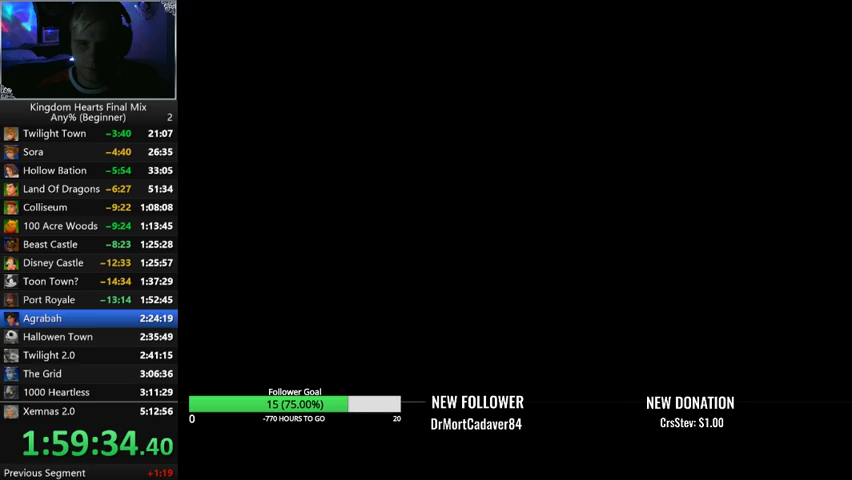 Kingdom Hearts Final Mix
Any% (Beginner) 2
Twilight Town −3:40 21:07
Sora −4:40 26:35
Hollow Bation −5:54 33:05
Land Of Dragons −6:27 51:34
Colliseum −9:22 1:08:08
100 Acre Woods −9:24 1:13:45
Beast Castle −8:23 1:25:28
Disney Castle −12:33 1:25:57
Toon Town? −14:34 1:37:29
Port Royale −13:14 1:52:45
Agrabah 2:24:19
Hallowen Town 2:35:49
Twilight 2.0 2:41:15
The Grid 3:06:36
1000 Heartless 3:11:29
Xemnas 2.0 5:12:56
1:59:34.40
Previous Segment +1:19
Follower Goal
15 (75.00%)
0 -770 HOURS TO GO 20
NEW FOLLOWER
DrMortCadaver84
NEW DONATION
CrsStev: $1.00